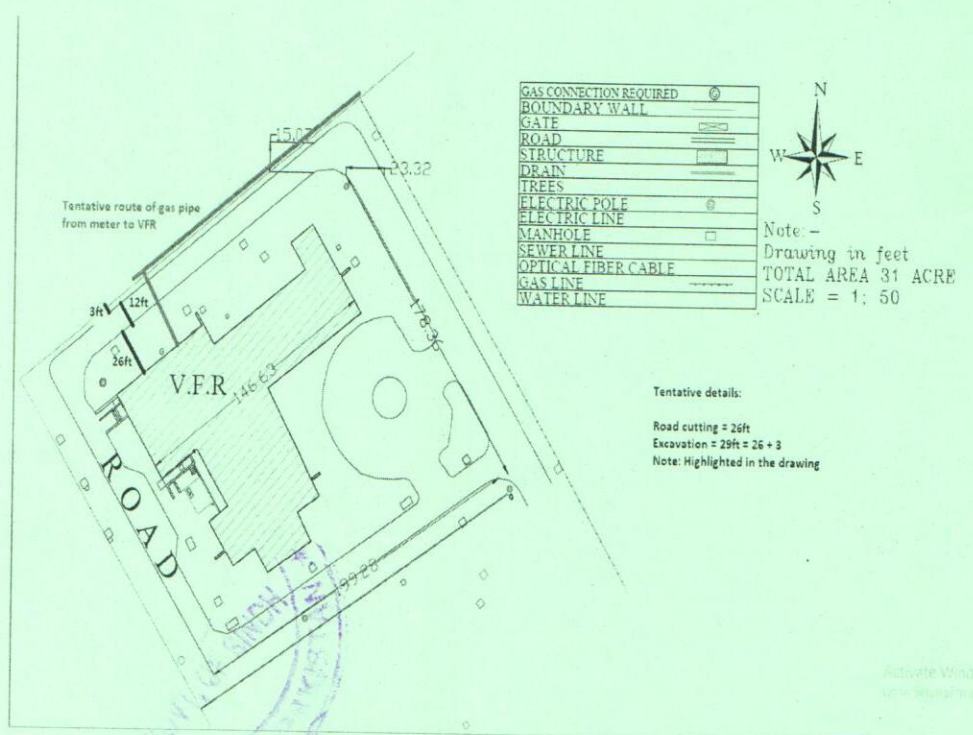 15.07
23.32
Tentative route of gas pipe
from meter to VFR
3ft
12ft
26ft
V.F.R
146.63
178.36
ROAD
199.28
GAS CONNECTION REQUIRED
BOUNDARY WALL
GATE
ROAD
STRUCTURE
DRAIN
TREES
ELECTRIC POLE
ELECTRIC LINE
MANHOLE
SEWER LINE
OPTICAL FIBER CABLE
GAS LINE
WATER LINE
N
W E
S
Note:-
Drawing in feet
TOTAL AREA 31 ACRE
SCALE = 1; 50
Tentative details:
Road cutting = 26ft
Excavation = 29ft = 26 + 3
Note: Highlighted in the drawing
Activate Wind